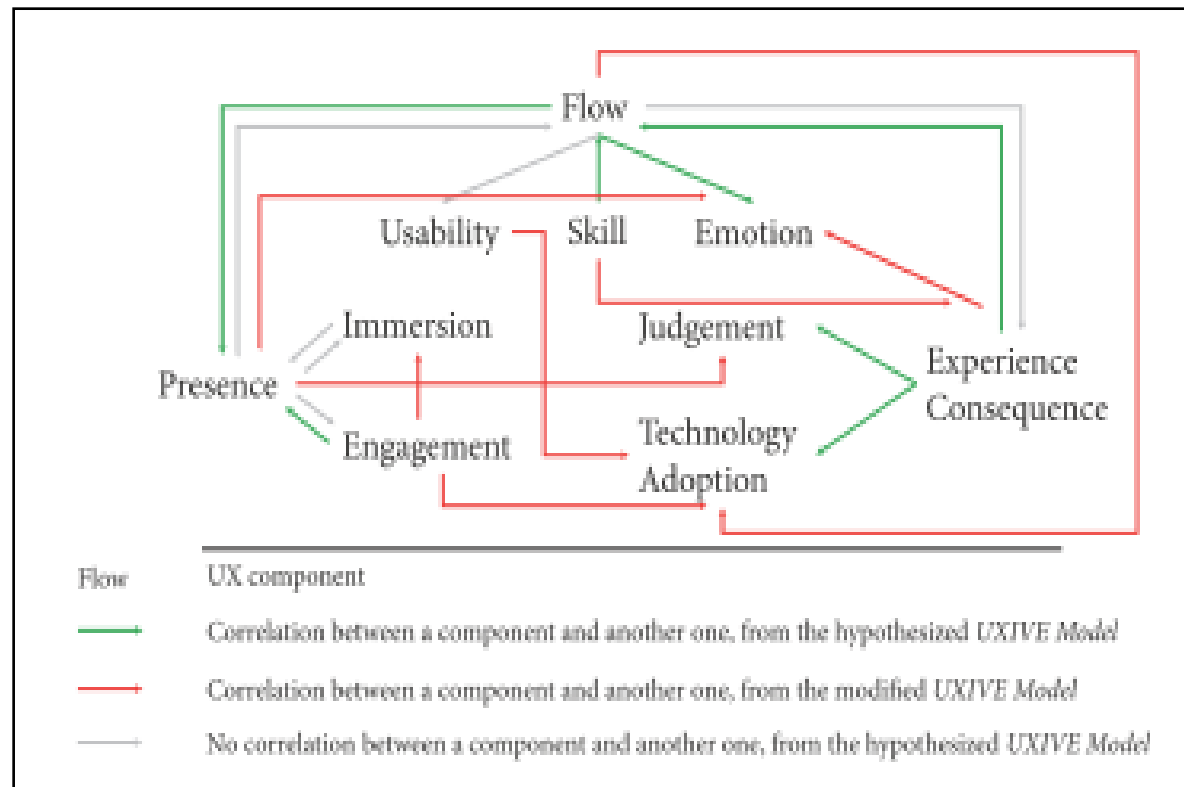 Flow
Usability Skill Emotion
Immersion Judgement
Presence
Experience
Consequence
Engagement
Technology
Adoption
Flow UX component
Correlation between a component and another one, from the hypothesized UXIVE Model
Correlation between a component and another one, from the modified UXIVE Model
No correlation between a component and another one, from the hypothesized UXIVE Model